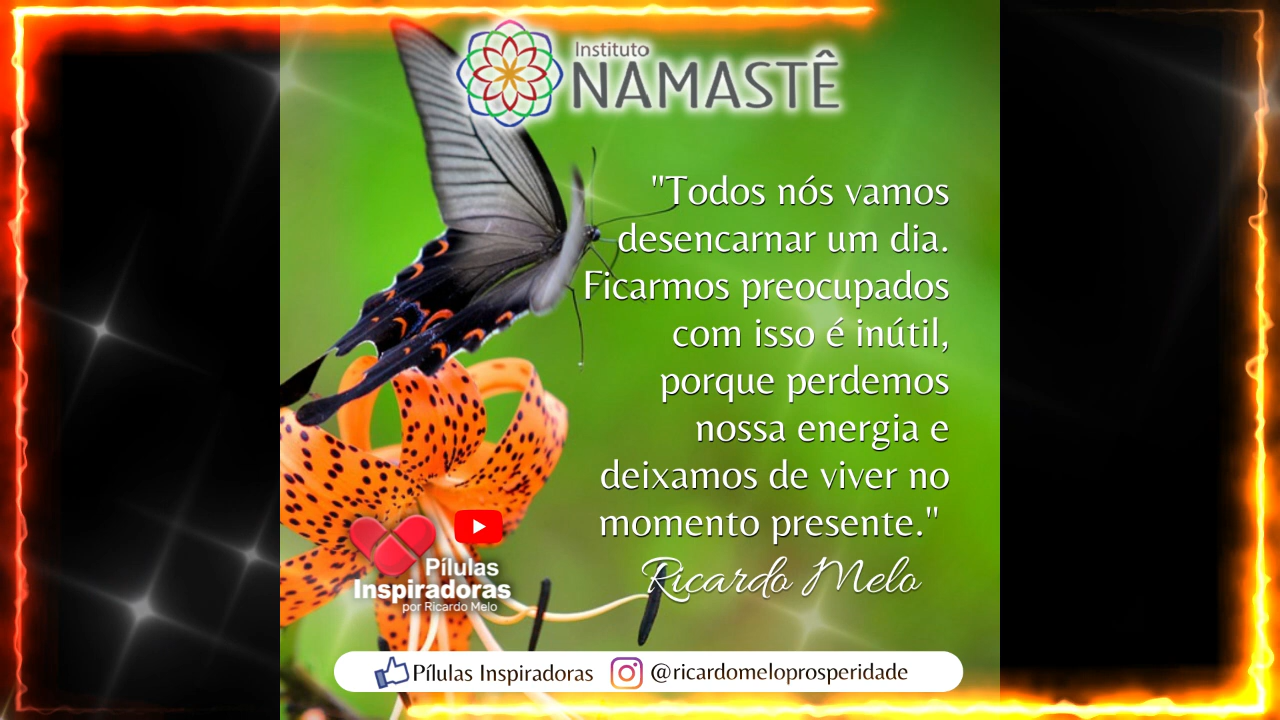 Instituto
NAMASTÊ
"Todos nós vamos
desencarnar um dia.
Ficarmos preocupados
com isso é inútil,
porque perdemos
nossa energia e
deixamos de viver no
momento presente."
Ricardo Melo
Pílulas
Inspiradoras
por Ricardo Melo
Pílulas Inspiradoras @ricardomeloprosperidade